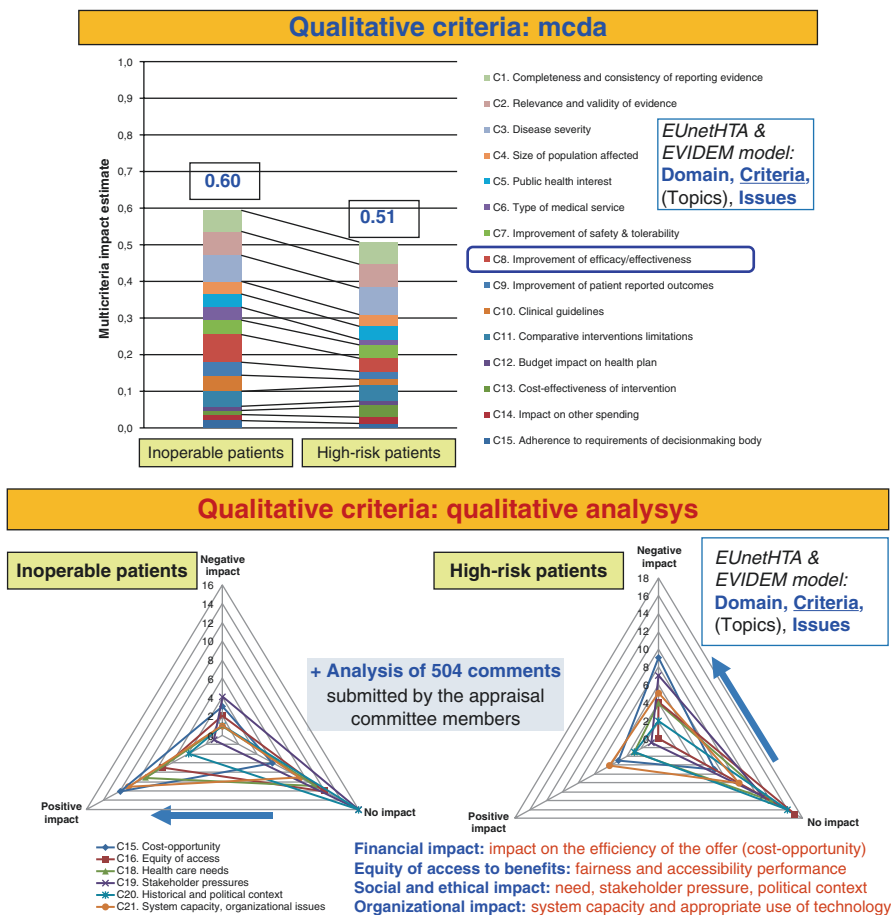 Qualitative criteria: mcda
Multicriteria impact estimate
1,0
0,9
0,8
0,7
0,6
0,5
0,4
0,3
0,2
0,1
0,0
0.60
0.51
Inoperable patients
High-risk patients
C1. Completeness and consistency of reporting evidence
C2. Relevance and validity of evidence
C3. Disease severity
C4. Size of population affected
C5. Public health interest
C6. Type of medical service
C7. Improvement of safety & tolerability
C8. Improvement of efficacy/effectiveness
C9. Improvement of patient reported outcomes
C10. Clinical guidelines
C11. Comparative interventions limitations
C12. Budget impact on health plan
C13. Cost-effectiveness of intervention
C14. Impact on other spending
C15. Adherence to requirements of decisionmaking body
EUnetHTA &
EVIDEM model:
Domain, Criteria,
(Topics), Issues
Qualitative criteria: qualitative analysys
Inoperable patients
Negative
impact
16
14
12
10
8
6
4
2
0
Positive
impact
No impact
+ Analysis of 504 comments
submitted by the appraisal
committee members
High-risk patients
Negative
impact
18
16
14
12
10
8
6
4
2
0
Positive
impact
No impact
EUnetHTA &
EVIDEM model:
Domain, Criteria,
(Topics), Issues
C15. Cost-opportunity
C16. Equity of access
C18. Health care needs
C19. Stakeholder pressures
C20. Historical and political context
C21. System capacity, organizational issues
Financial impact: impact on the efficiency of the offer (cost-opportunity)
Equity of access to benefits: fairness and accessibility performance
Social and ethical impact: need, stakeholder pressure, political context
Organizational impact: system capacity and appropriate use of technology